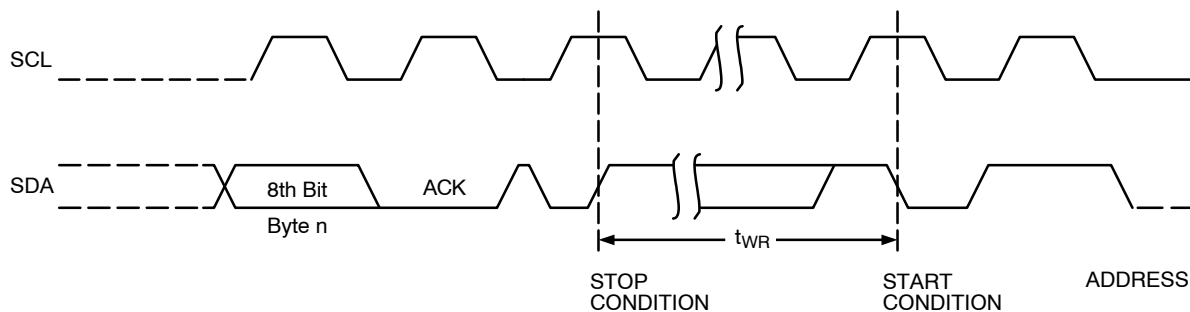 SCL
SDA
8th Bit
ACK
Byte n
tWR
STOP
CONDITION
START
CONDITION
ADDRESS